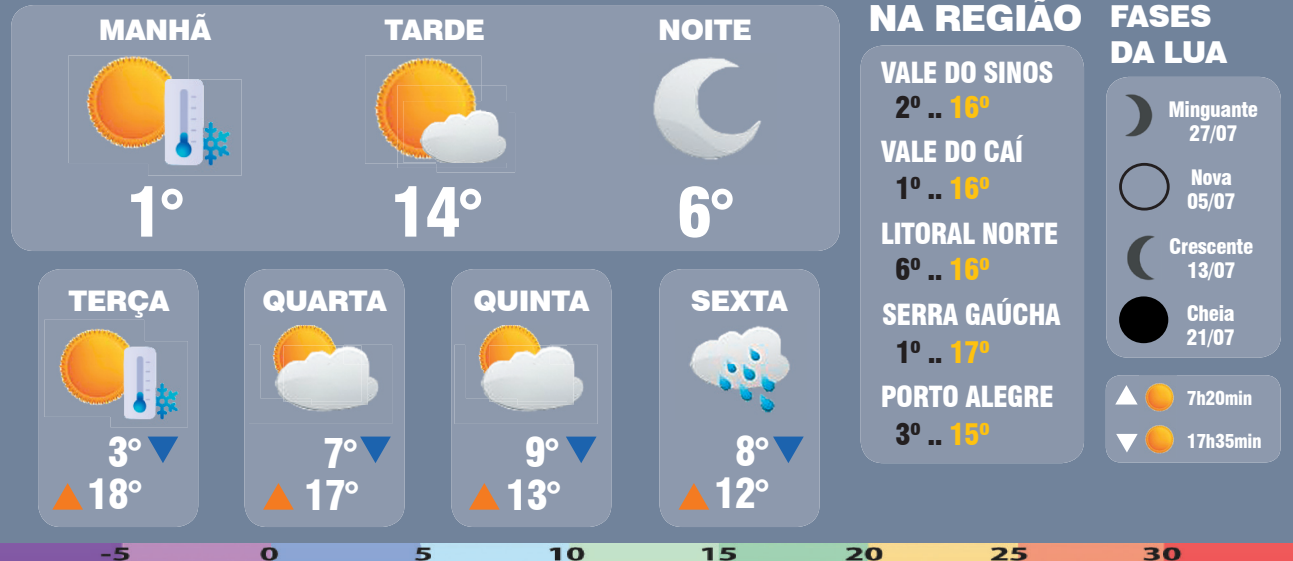 MANHÃ
TARDE
NOITE
1°
14°
6°
TERÇA
3°
18°
QUARTA
7°
17°
QUINTA
9°
13°
SEXTA
8°
12°
NA REGIÃO
VALE DO SINOS
2º .. 16º
VALE DO CAÍ
1º .. 16º
LITORAL NORTE
6º .. 16º
SERRA GAÚCHA
1º .. 17º
PORTO ALEGRE
3º .. 15º
FASES
DA LUA
Minguante
27/07
Nova
05/07
Crescente
13/07
Cheia
21/07
7h20min
17h35min
-5 0 5 10 15 20 25 30